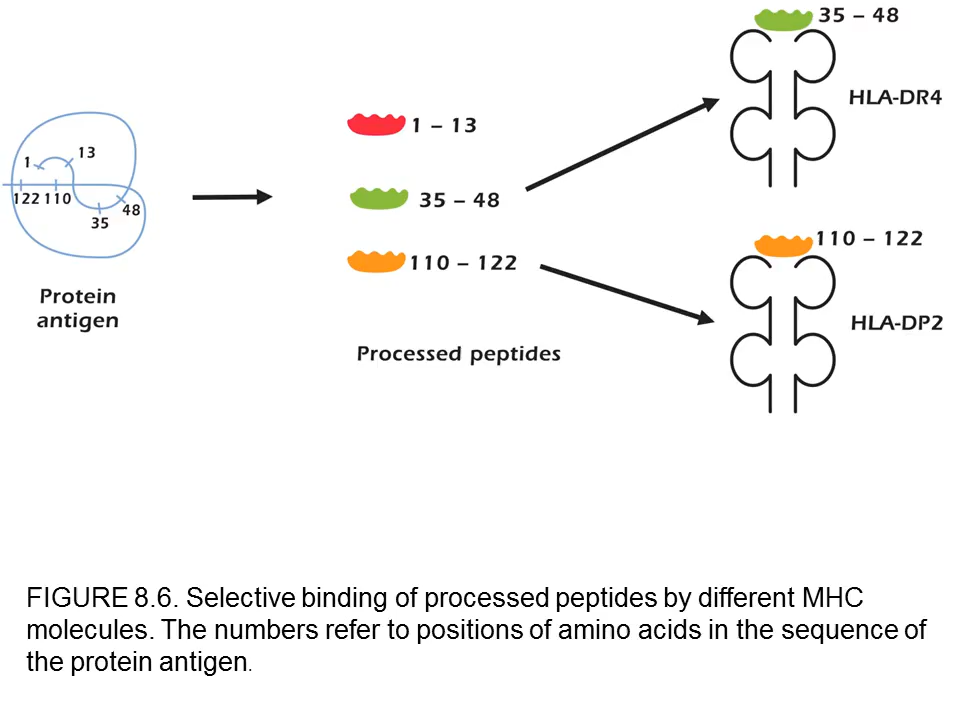 35 – 48
HLA-DR4
1 – 13
13
1
122 110
48
35
35 – 48
110 – 122
110 – 122
HLA-DP2
Protein
antigen
Processed peptides
FIGURE 8.6. Selective binding of processed peptides by different MHC
molecules. The numbers refer to positions of amino acids in the sequence of
the protein antigen.